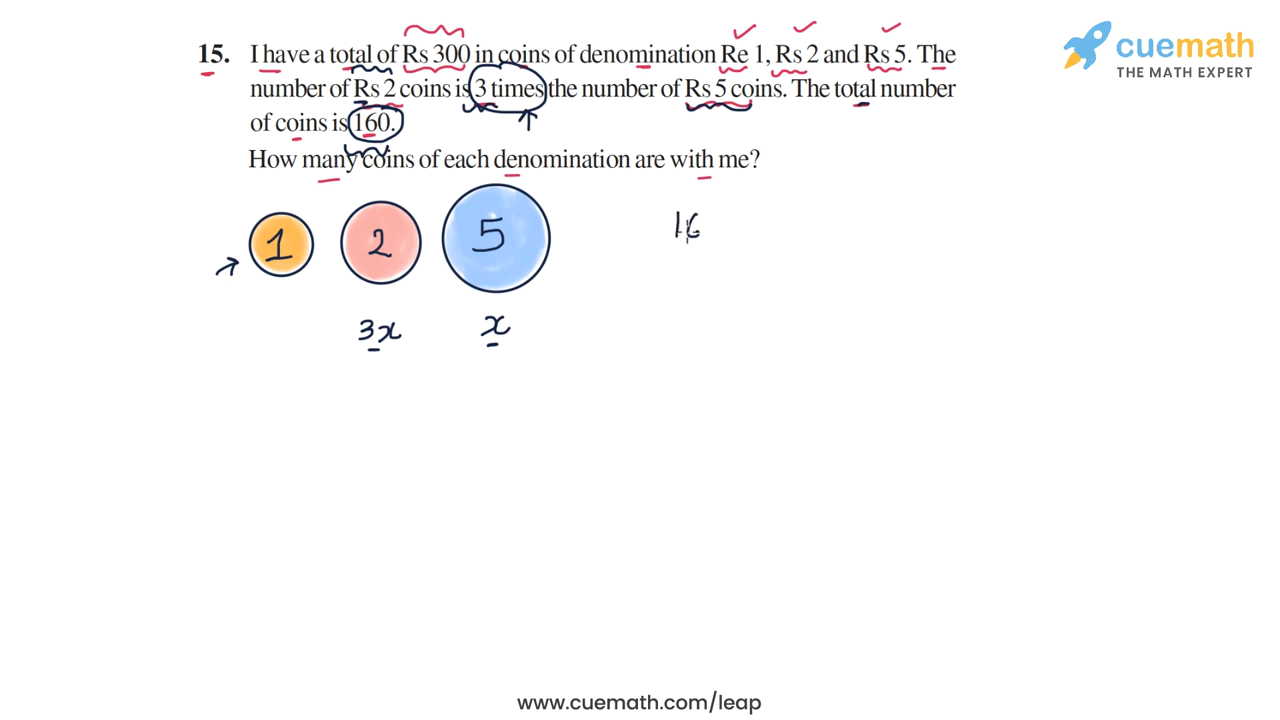 15. I have a total of Rs 300 in coins of denomination Re 1, Rs 2 and Rs 5. The
number of Rs 2 coins is 3 times the number of Rs 5 coins. The total number
of coins is 160.
How many coins of each denomination are with me?
cuemath
THE MATH EXPERT
1 2 5
16
3x x
www.cuemath.com/leap